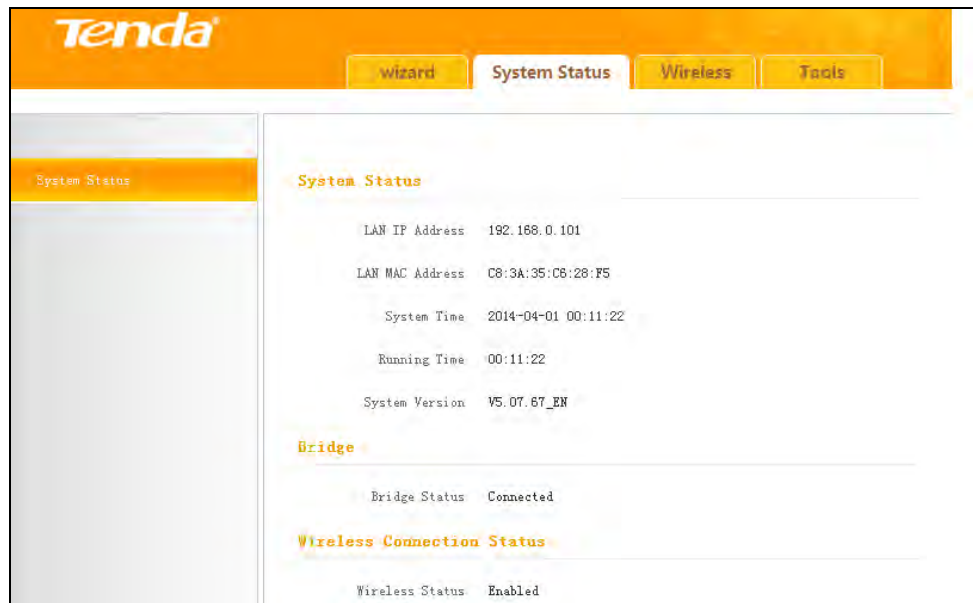 Tenda
wizard System Status Wireless Tools
System Status
System Status
LAN IP Address 192.168.0.101
LAN MAC Address C8:3A:35:C6:28:F5
System Time 2014-04-01 00:11:22
Running Time 00:11:22
System Version V5.07.67_EN
Bridge
Bridge Status Connected
Wireless Connection Status
Wireless Status Enabled